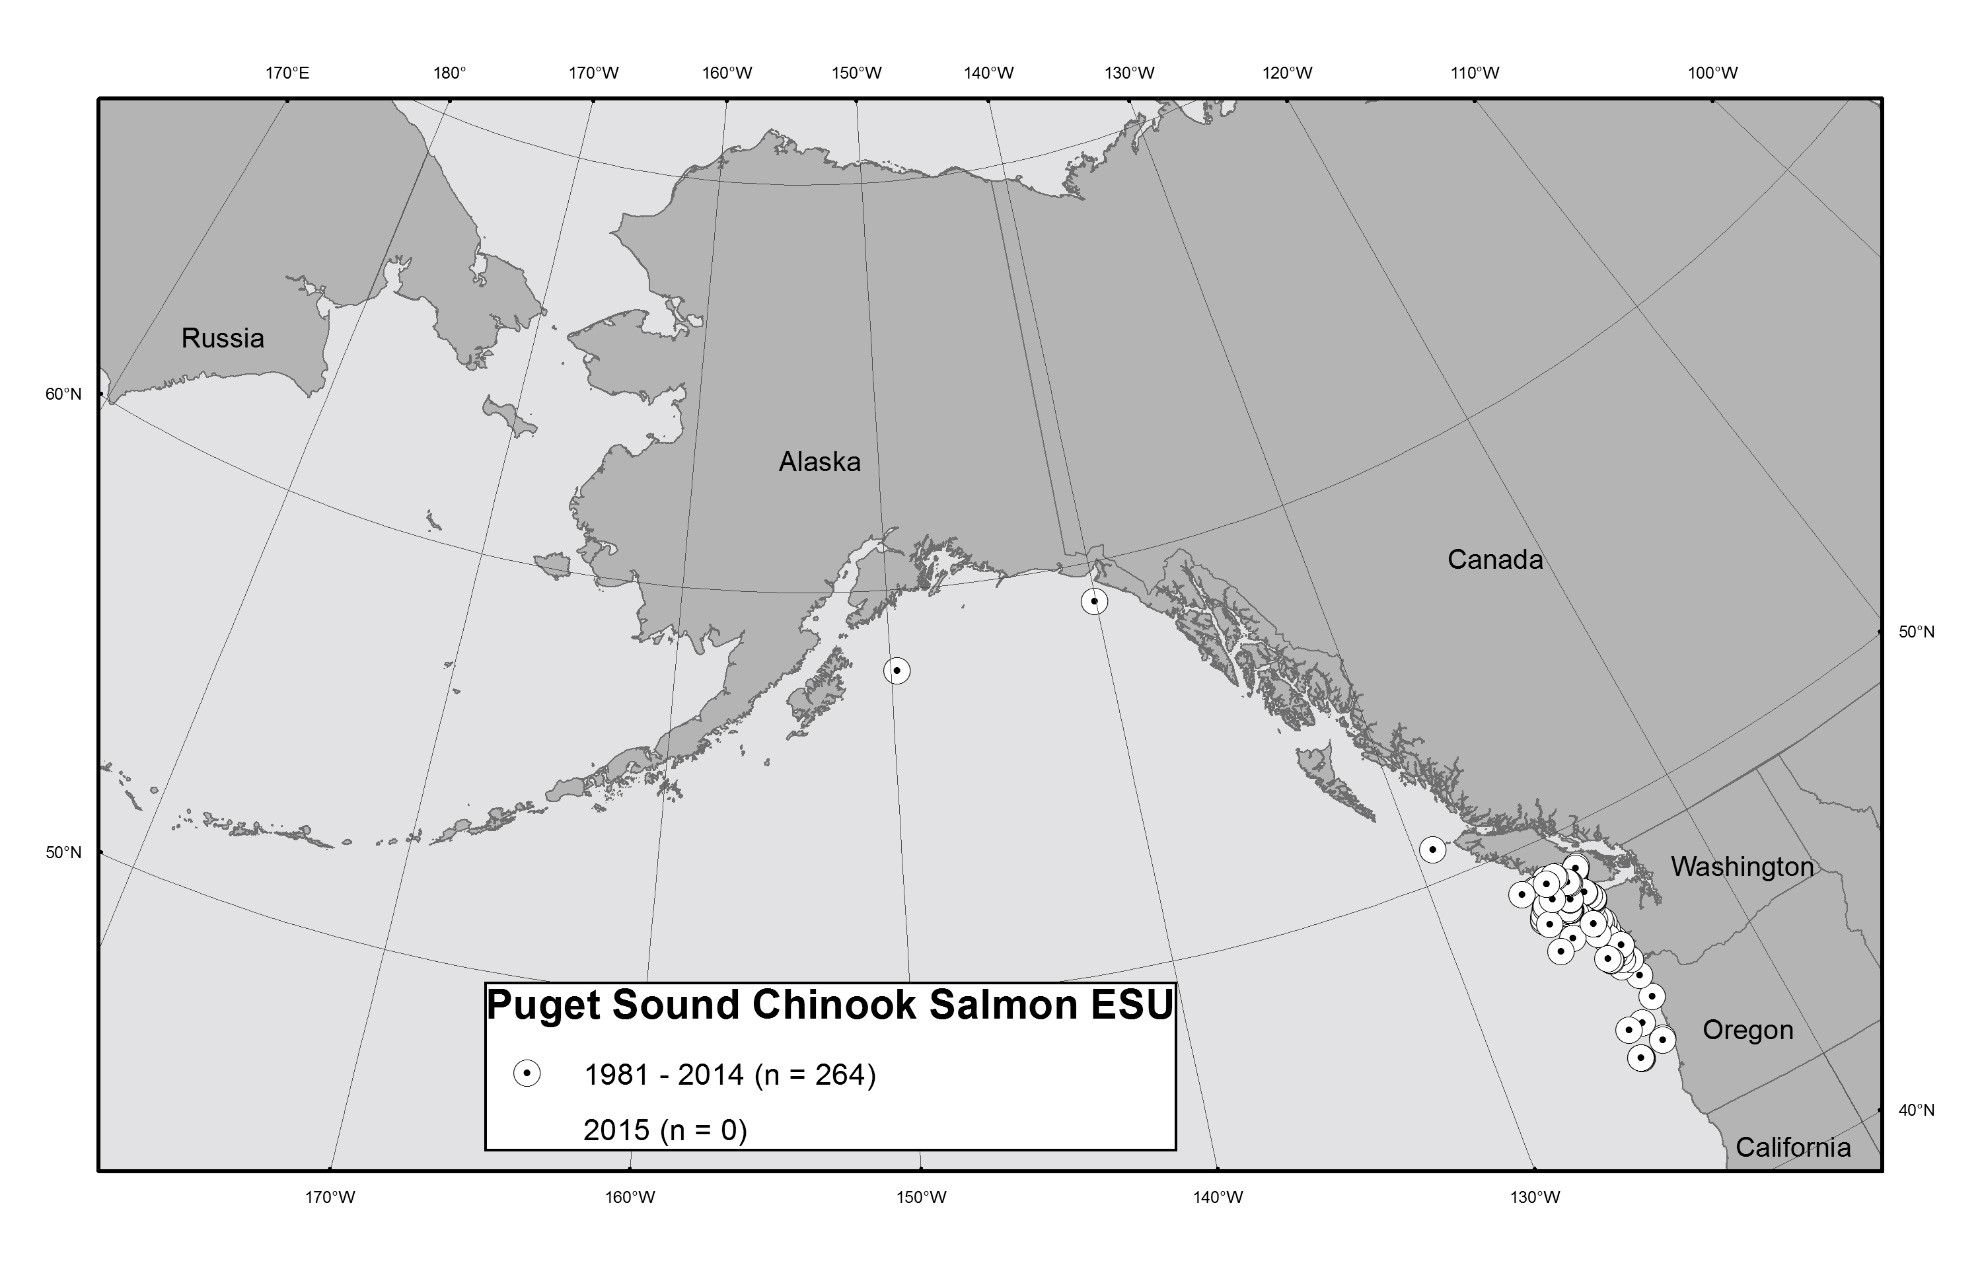 170°E 180° 170°W 160°W 150°W 140°W 130°W 120°W 110°W 100°W
Russia
60°N
Alaska
Canada
50°N
50°N
Washington
Puget Sound Chinook Salmon ESU
Oregon
1981 - 2014 (n = 264)
40°N
2015 (n = 0)
California
170°W 160°W 150°W 140°W 130°W